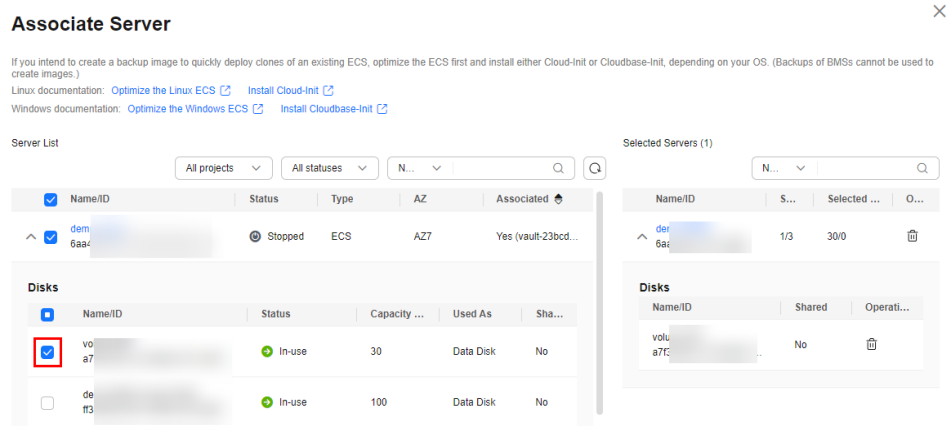 Associate Server
If you intend to create a backup image to quickly deploy clones of an existing ECS, optimize the ECS first and install either Cloud-Init or Cloudbase-Init, depending on your OS. (Backups of BMSs cannot be used to
create images.)
Linux documentation: Optimize the Linux ECS Install Cloud-Init
Windows documentation: Optimize the Windows ECS Install Cloudbase-Init
Server List
All projects All statuses N...
Name/ID Status Type AZ Associated
dem
6aa4
Stopped ECS AZ7 Yes (vault-23bcd...
Disks
Name/ID Status Capacity ... Used As Sha...
vo
a7
In-use 30 Data Disk No
de
ff3
In-use 100 Data Disk No
Selected Servers (1)
N...
Name/ID S... Selected ... O...
der
6aa
1/3 30/0
Disks
Name/ID Shared Operati...
volu
a7f3
No